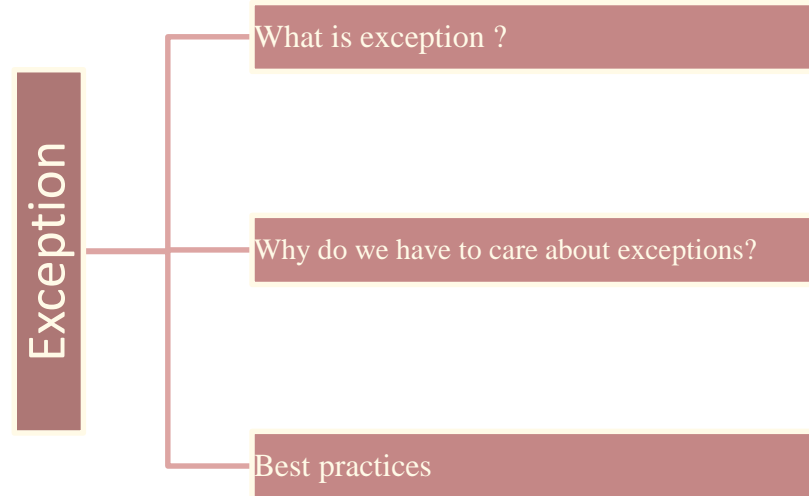 Exception
What is exception ?
Why do we have to care about exceptions?
Best practices